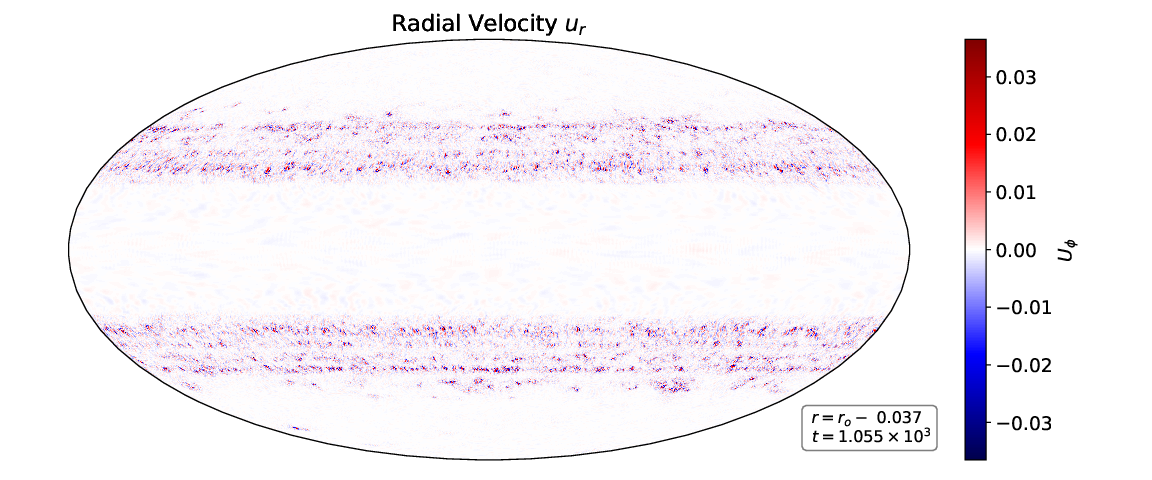 Radial Velocity u_r
0.03
0.02
0.01
0.00
−0.01
−0.02
−0.03
U_ϕ
r = r_o − 0.037
t = 1.055 × 10^3